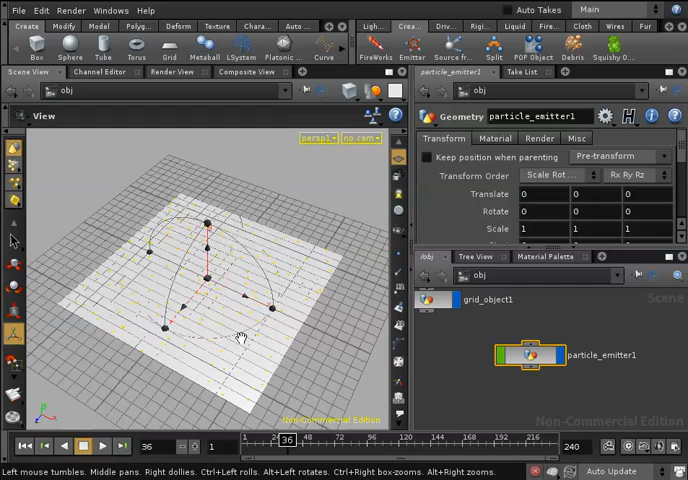 File Edit Render Windows Help Auto Takes Main
Create Modify Model Polyg... Deform Texture Chara... Auto ... Ligh... Crea... Driv... Rigi... Liquid Fire ... Cloth Wires Fur
Box Sphere Tube Torus Grid Metaball LSystem Platonic ... Curve FireWorks Emitter Source fr... Split POP Object Debris Squishy O...
Scene View Channel Editor Render View Composite View particle_emitter1 Take List
obj obj
View Geometry particle_emitter1
persp1 no cam
Transform Material Render Misc
Keep position when parenting Pre-transform
Transform Order Scale Rot ... Rx Ry Rz
Translate 0 0 0
Rotate 0 0 0
Scale 1 1 1
/obj Tree View Material Palette
obj
grid_object1 Scene
particle_emitter1
Non-Commercial Edition Non-Commercial Edition
36 1 1 24 36 48 72 96 120 144 168 192 216 240
Left mouse tumbles. Middle pans. Right dollies. Ctrl+Left rolls. Alt+Left rotates. Ctrl+Right box-zooms. Alt+Right zooms. Auto Update